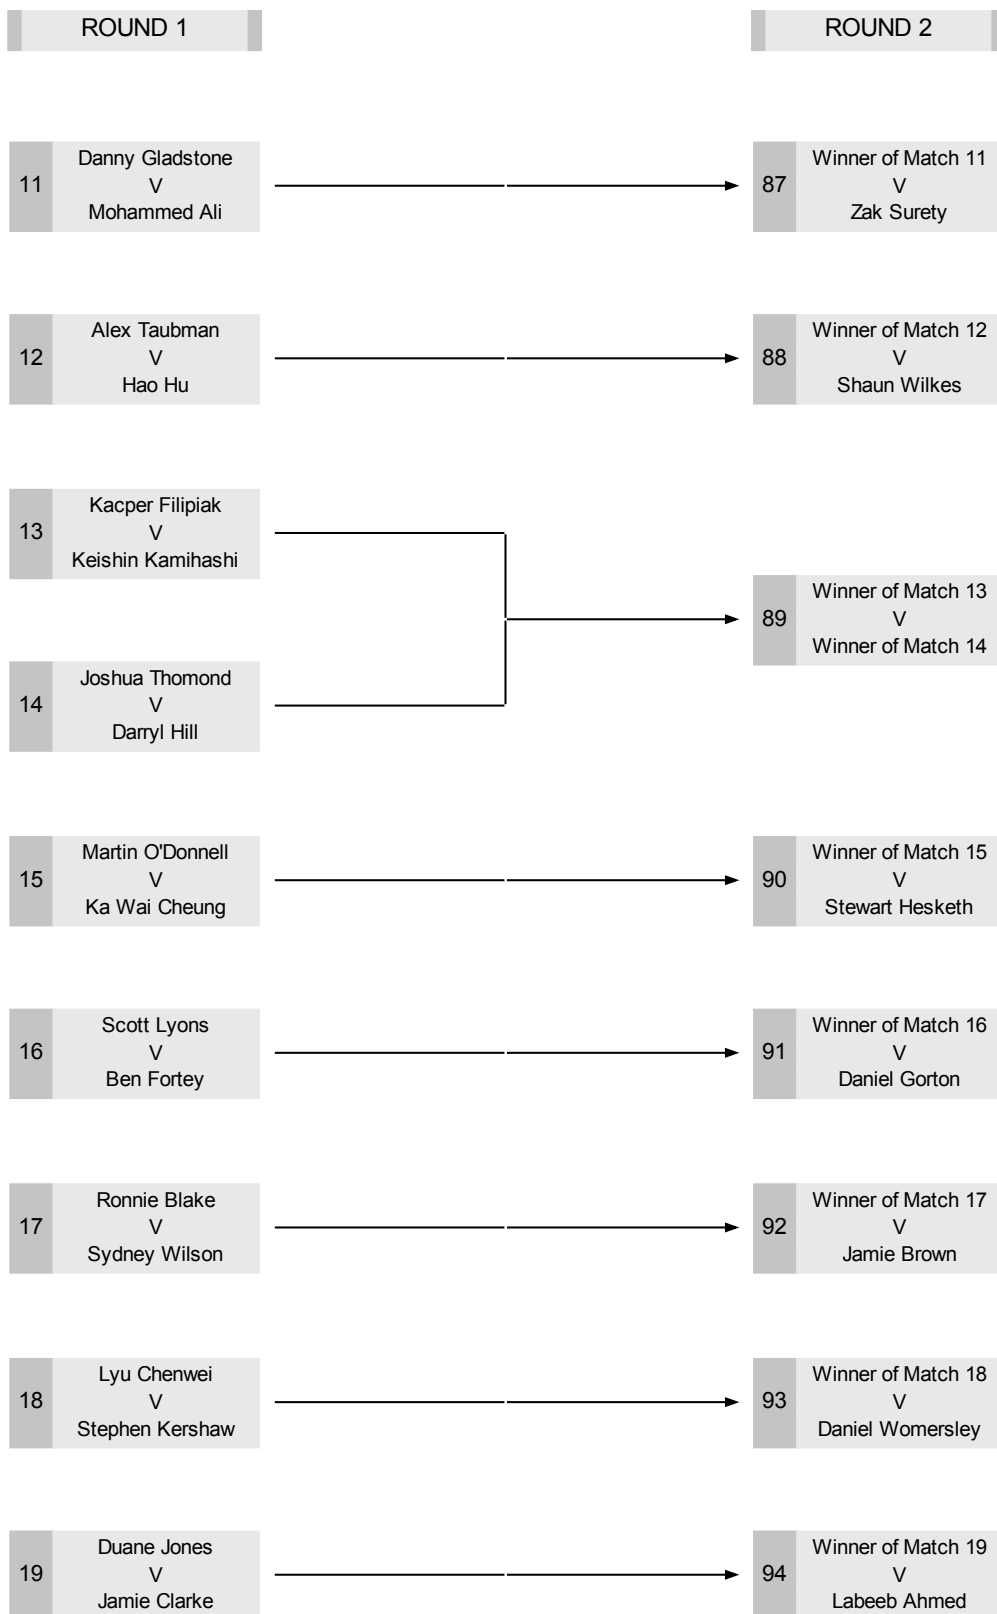 ROUND 1
ROUND 2
11
Danny Gladstone
V
Mohammed Ali
87
Winner of Match 11
V
Zak Surety
12
Alex Taubman
V
Hao Hu
88
Winner of Match 12
V
Shaun Wilkes
13
Kacper Filipiak
V
Keishin Kamihashi
14
Joshua Thomond
V
Darryl Hill
89
Winner of Match 13
V
Winner of Match 14
15
Martin O'Donnell
V
Ka Wai Cheung
90
Winner of Match 15
V
Stewart Hesketh
16
Scott Lyons
V
Ben Fortey
91
Winner of Match 16
V
Daniel Gorton
17
Ronnie Blake
V
Sydney Wilson
92
Winner of Match 17
V
Jamie Brown
18
Lyu Chenwei
V
Stephen Kershaw
93
Winner of Match 18
V
Daniel Womersley
19
Duane Jones
V
Jamie Clarke
94
Winner of Match 19
V
Labeeb Ahmed